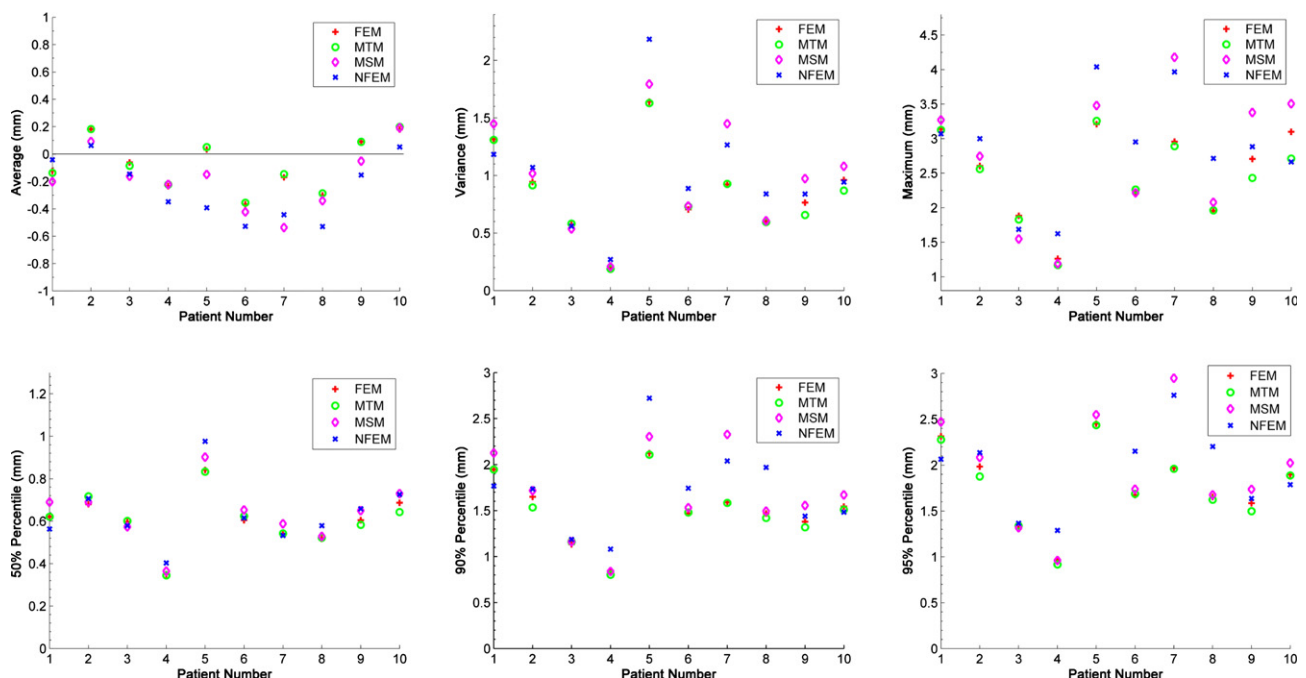 1
0.8
0.6
0.4
0.2
0
-0.2
-0.4
-0.6
-0.8
-1
Average (mm)
1 2 3 4 5 6 7 8 9 10
Patient Number
FEM
MTM
MSM
NFEM
2
1.5
1
0.5
0
Variance (mm)
1 2 3 4 5 6 7 8 9 10
Patient Number
FEM
MTM
MSM
NFEM
4.5
4
3.5
3
2.5
2
1.5
1
Maximum (mm)
1 2 3 4 5 6 7 8 9 10
Patient Number
FEM
MTM
MSM
NFEM
1.2
1
0.8
0.6
0.4
0.2
0
50% Percentile (mm)
1 2 3 4 5 6 7 8 9 10
Patient Number
FEM
MTM
MSM
NFEM
3
2.5
2
1.5
1
0.5
0
90% Percentile (mm)
1 2 3 4 5 6 7 8 9 10
Patient Number
FEM
MTM
MSM
NFEM
3
2.5
2
1.5
1
0.5
0
95% Percentile (mm)
1 2 3 4 5 6 7 8 9 10
Patient Number
FEM
MTM
MSM
NFEM